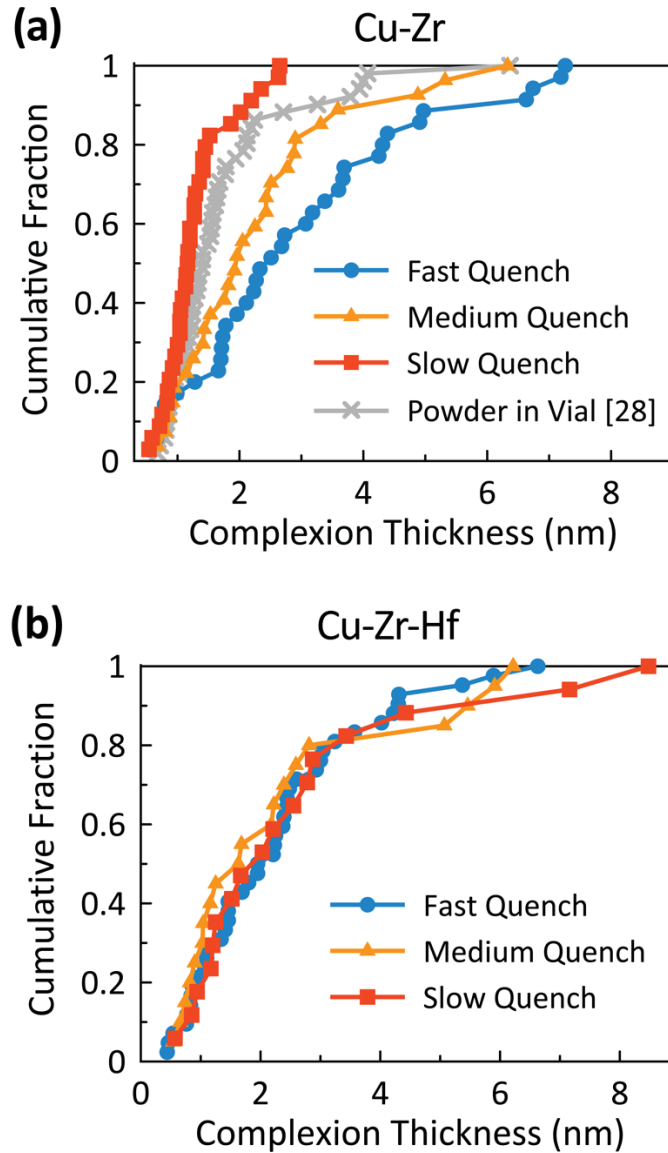 (a)
Cu-Zr
1
0.8
0.6
0.4
0.2
0
Cumulative Fraction
Fast Quench
Medium Quench
Slow Quench
Powder in Vial [28]
2
4
6
8
Complexion Thickness (nm)
(b)
Cu-Zr-Hf
1
0.8
0.6
0.4
0.2
0
Cumulative Fraction
Fast Quench
Medium Quench
Slow Quench
0
2
4
6
8
Complexion Thickness (nm)